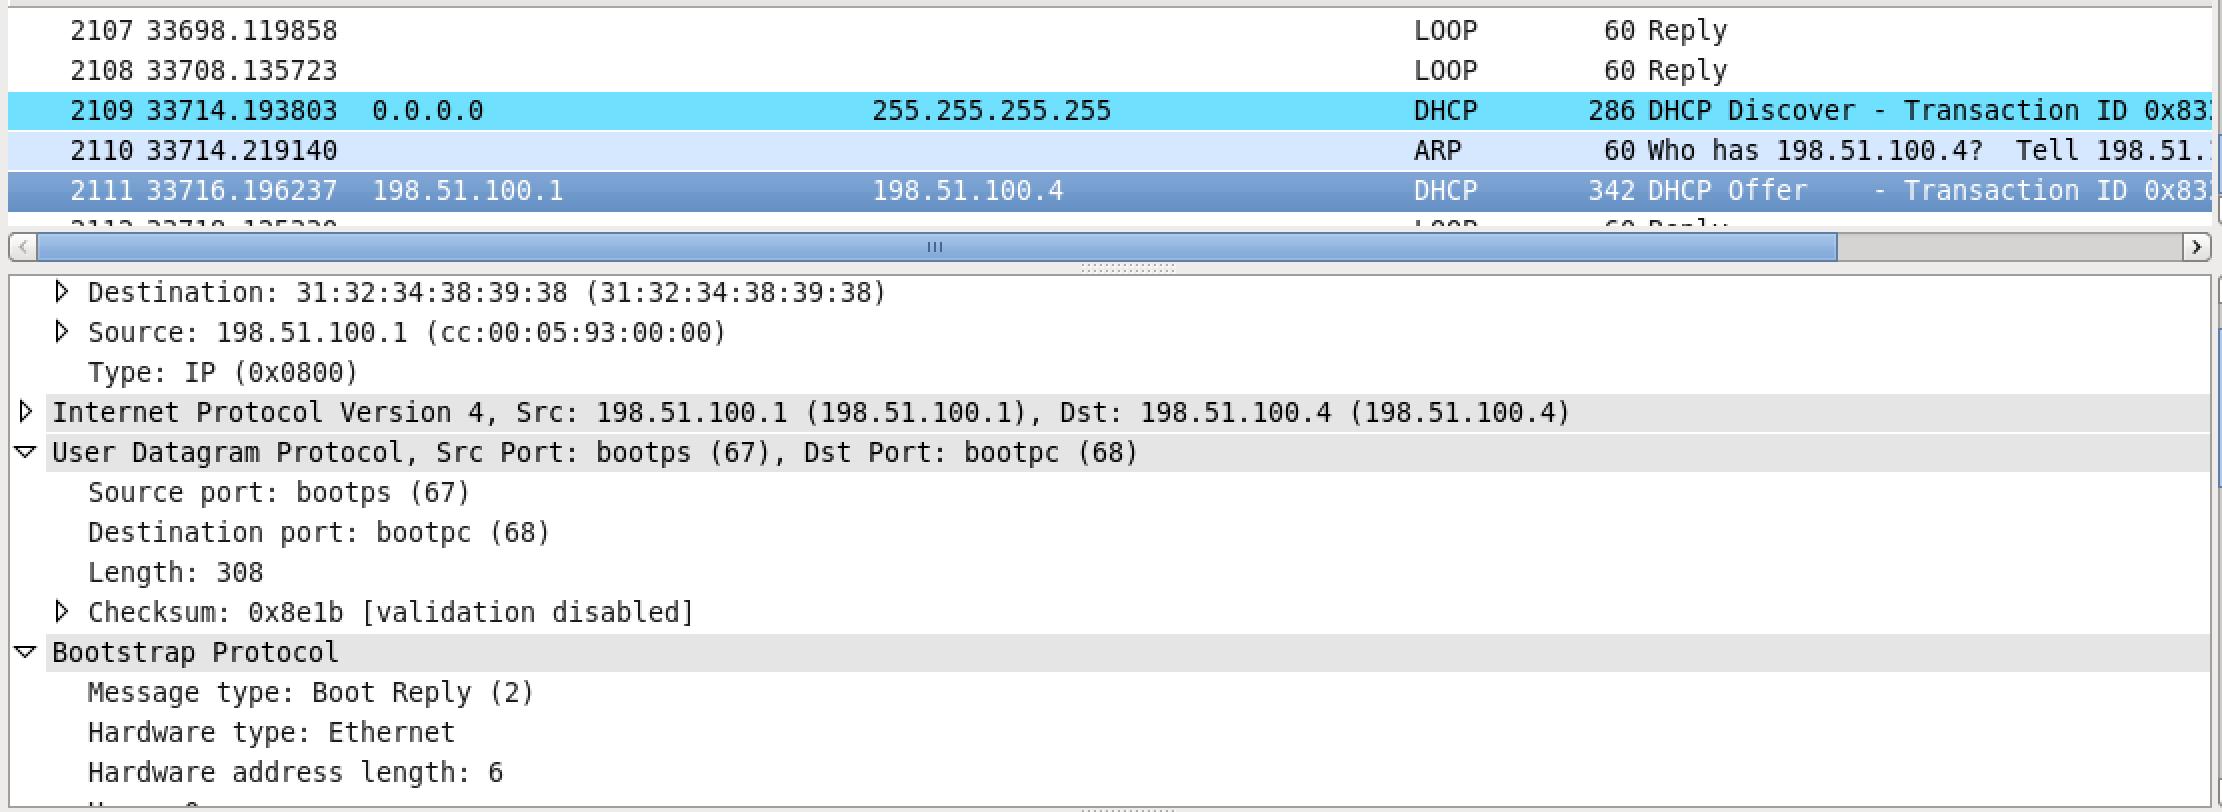 2107 33698.119858 LOOP 60 Reply
2108 33708.135723 LOOP 60 Reply
2109 33714.193803 0.0.0.0 255.255.255.255 DHCP 286 DHCP Discover - Transaction ID 0x83
2110 33714.219140 ARP 60 Who has 198.51.100.4? Tell 198.51.
2111 33716.196237 198.51.100.1 198.51.100.4 DHCP 342 DHCP Offer - Transaction ID 0x83
Destination: 31:32:34:38:39:38 (31:32:34:38:39:38)
Source: 198.51.100.1 (cc:00:05:93:00:00)
Type: IP (0x0800)
Internet Protocol Version 4, Src: 198.51.100.1 (198.51.100.1), Dst: 198.51.100.4 (198.51.100.4)
User Datagram Protocol, Src Port: bootps (67), Dst Port: bootpc (68)
Source port: bootps (67)
Destination port: bootpc (68)
Length: 308
Checksum: 0x8e1b [validation disabled]
Bootstrap Protocol
Message type: Boot Reply (2)
Hardware type: Ethernet
Hardware address length: 6